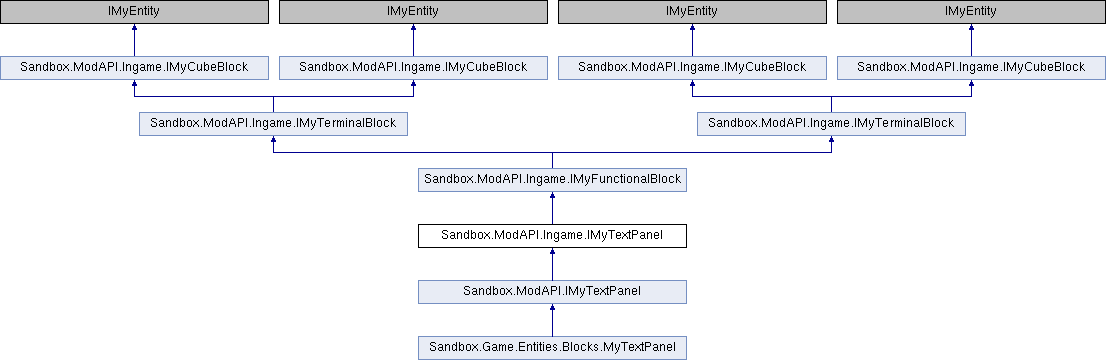 IMyEntity
IMyEntity
IMyEntity
IMyEntity
Sandbox.ModAPI.Ingame.IMyCubeBlock
Sandbox.ModAPI.Ingame.IMyCubeBlock
Sandbox.ModAPI.Ingame.IMyCubeBlock
Sandbox.ModAPI.Ingame.IMyCubeBlock
Sandbox.ModAPI.Ingame.IMyTerminalBlock
Sandbox.ModAPI.Ingame.IMyTerminalBlock
Sandbox.ModAPI.Ingame.IMyFunctionalBlock
Sandbox.ModAPI.Ingame.IMyTextPanel
Sandbox.ModAPI.IMyTextPanel
Sandbox.Game.Entities.Blocks.MyTextPanel